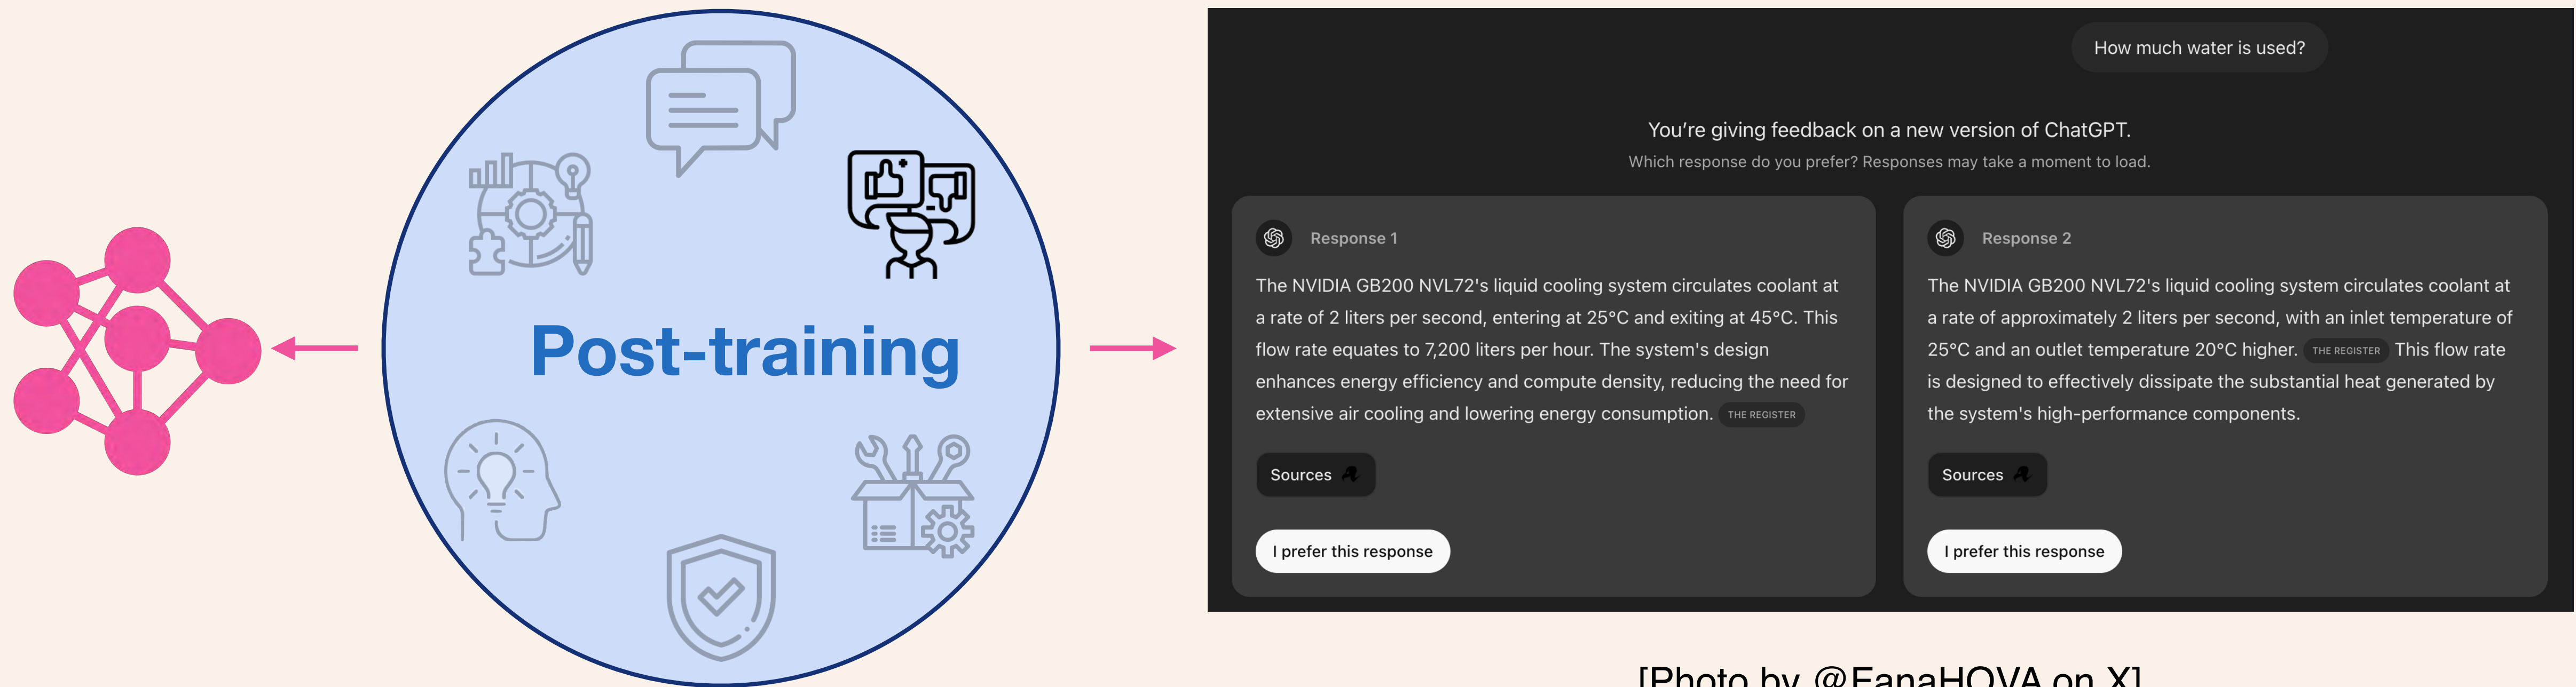 Post-training
How much water is used?
You're giving feedback on a new version of ChatGPT.
Which response do you prefer? Responses may take a moment to load.
Response 1
The NVIDIA GB200 NVL72's liquid cooling system circulates coolant at
a rate of 2 liters per second, entering at 25°C and exiting at 45°C. This
flow rate equates to 7,200 liters per hour. The system's design
enhances energy efficiency and compute density, reducing the need for
extensive air cooling and lowering energy consumption. THE REGISTER
Sources
I prefer this response
Response 2
The NVIDIA GB200 NVL72's liquid cooling system circulates coolant at
a rate of approximately 2 liters per second, with an inlet temperature of
25°C and an outlet temperature 20°C higher. THE REGISTER This flow rate
is designed to effectively dissipate the substantial heat generated by
the system's high-performance components.
Sources
I prefer this response
[Photo by @FanaHOVA on X]